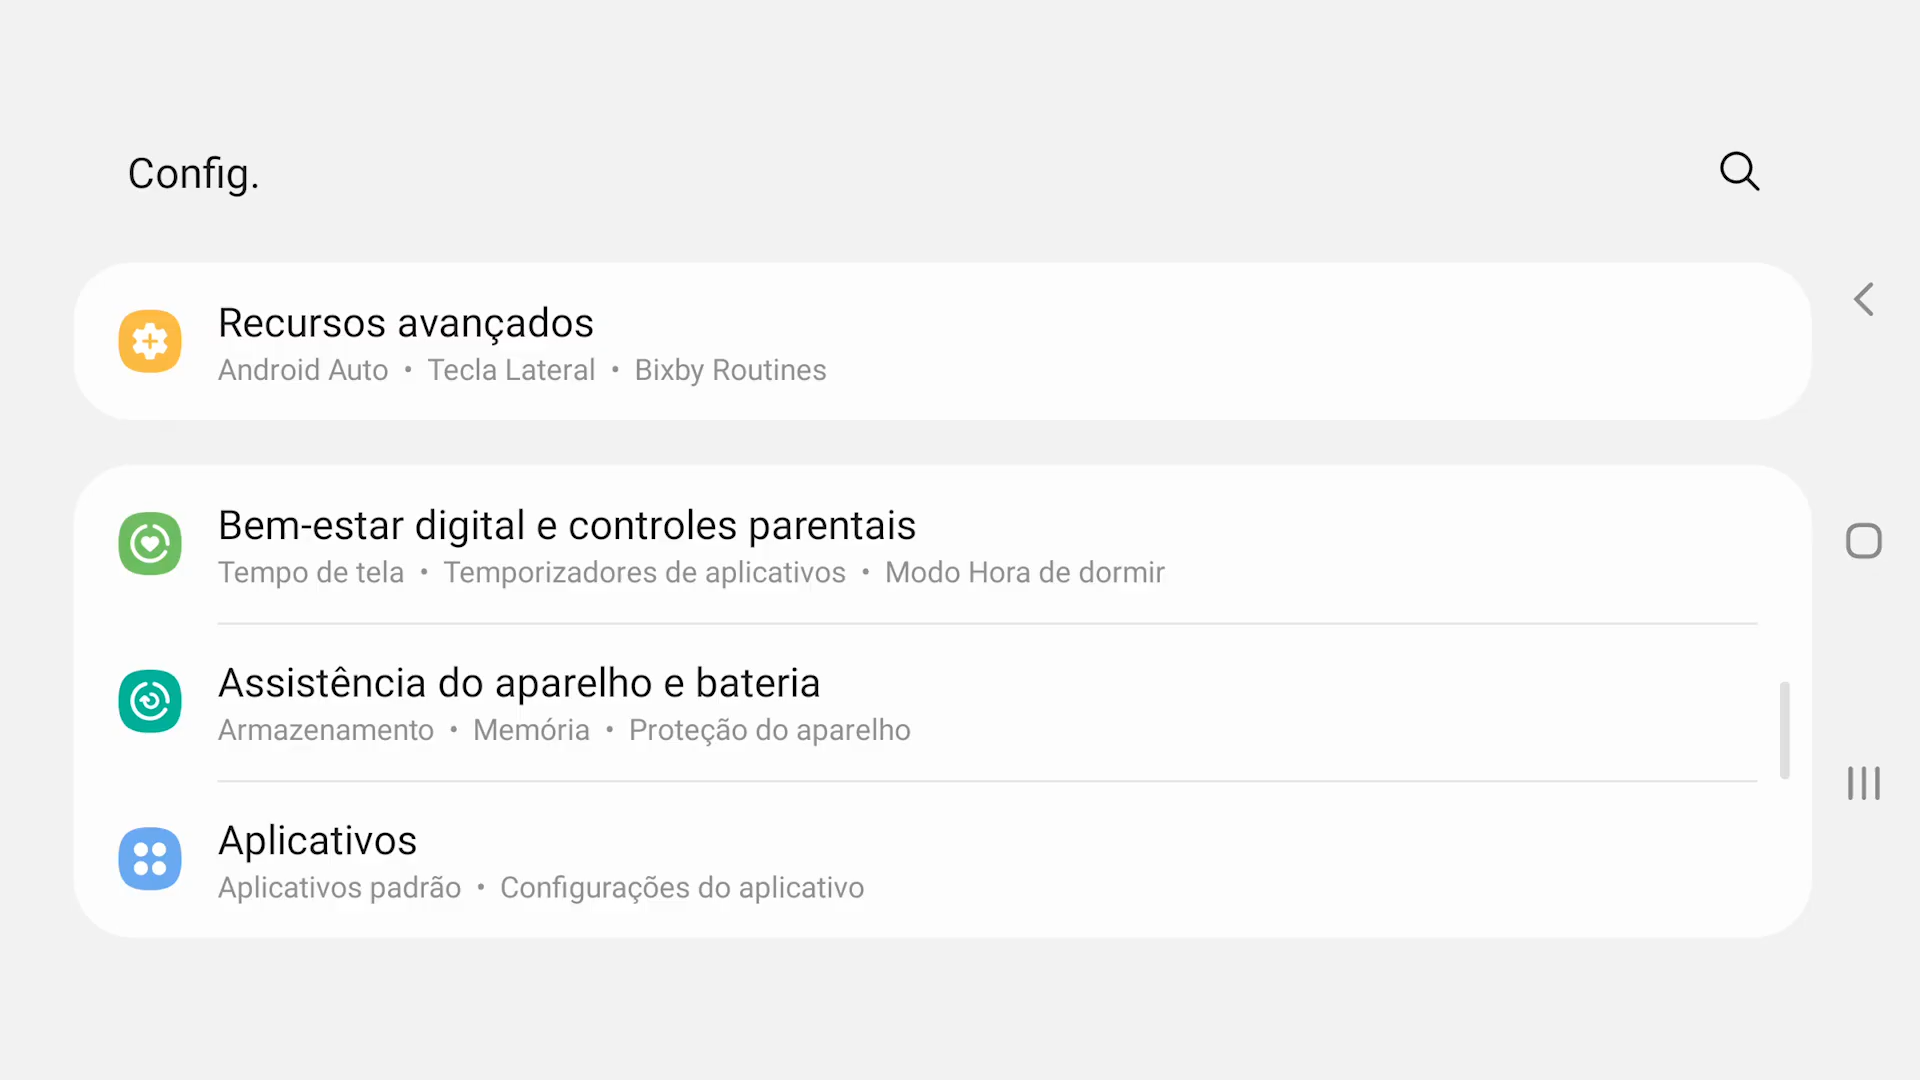 Config.
Recursos avançados
Android Auto • Tecla Lateral • Bixby Routines
Bem-estar digital e controles parentais
Tempo de tela • Temporizadores de aplicativos • Modo Hora de dormir
Assistência do aparelho e bateria
Armazenamento • Memória • Proteção do aparelho
Aplicativos
Aplicativos padrão • Configurações do aplicativo